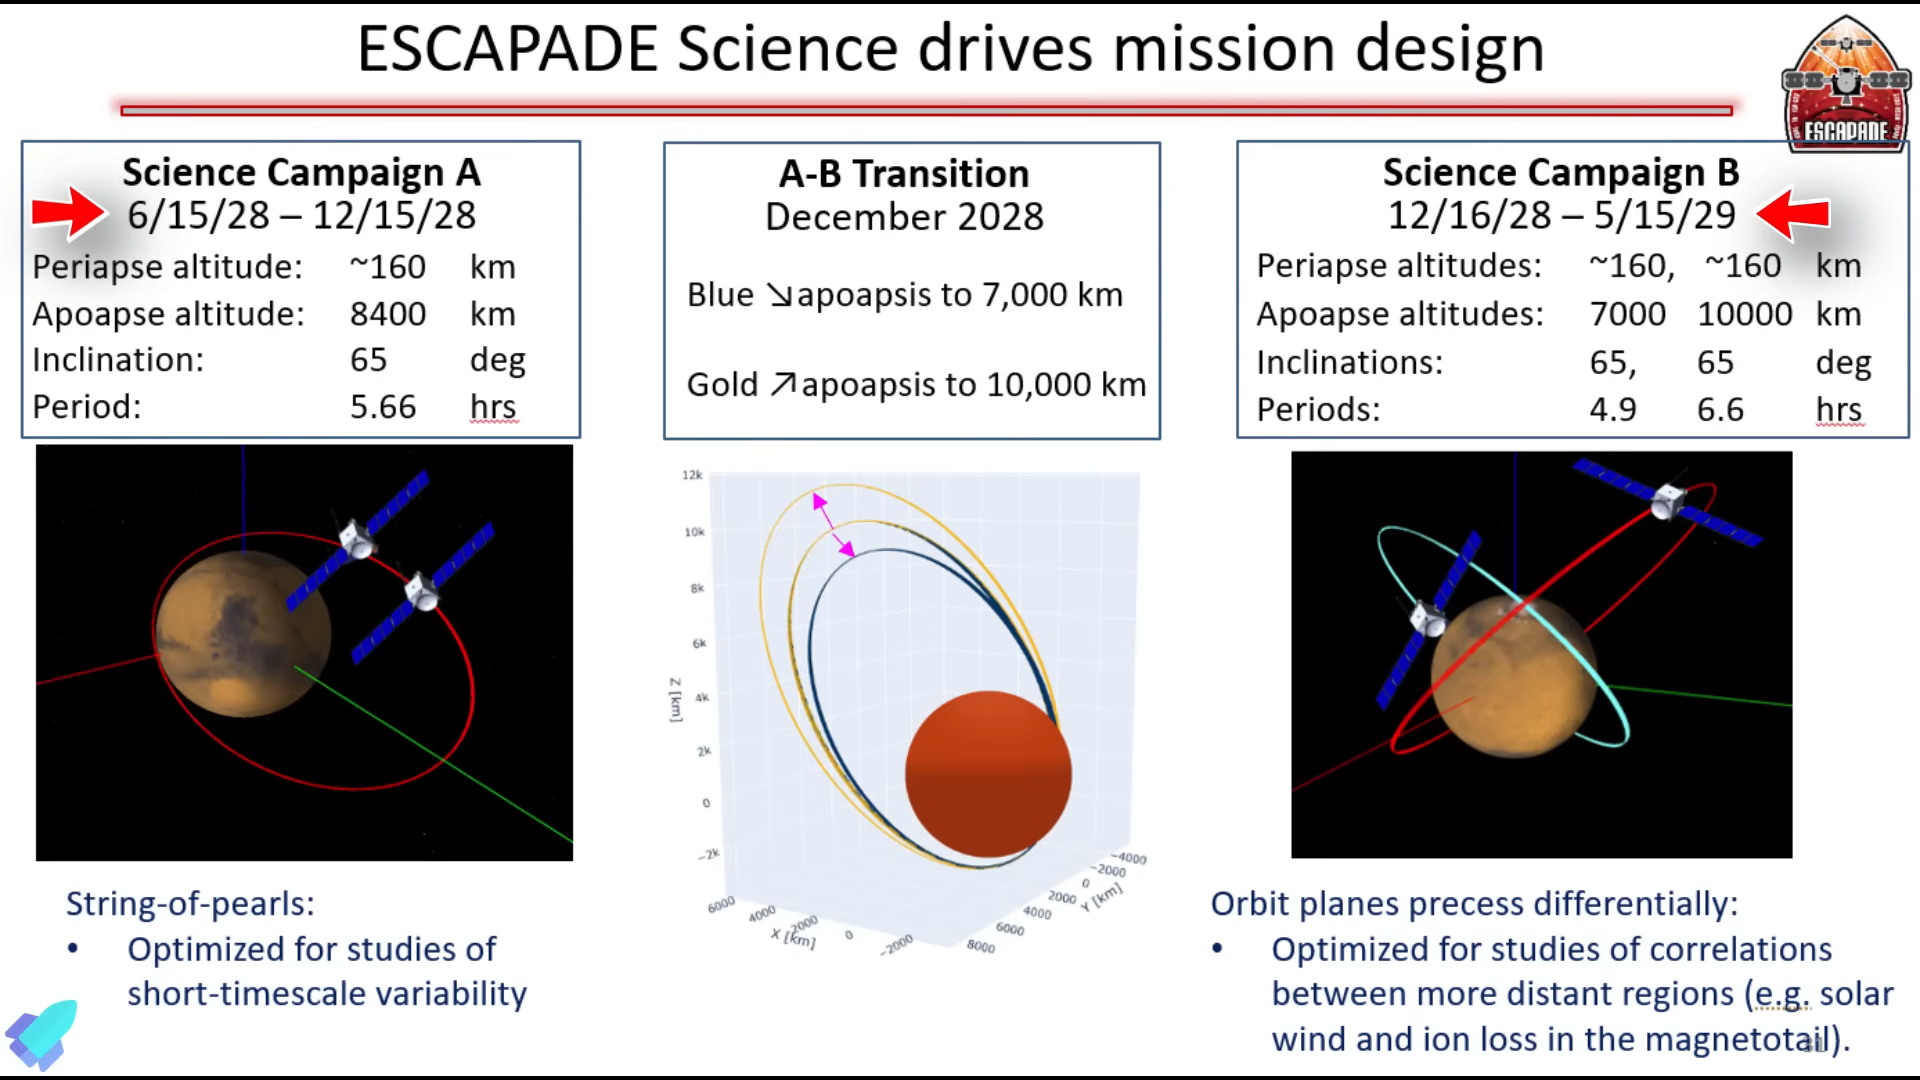 ESCAPADE Science drives mission design
ESCAPADE
Science Campaign A
6/15/28 – 12/15/28
Periapse altitude: ~160 km
Apoapse altitude: 8400 km
Inclination: 65 deg
Period: 5.66 hrs
A-B Transition
December 2028
Blue ↘apoapsis to 7,000 km
Gold ↗apoapsis to 10,000 km
Science Campaign B
12/16/28 – 5/15/29
Periapse altitudes: ~160, ~160 km
Apoapse altitudes: 7000 10000 km
Inclinations: 65, 65 deg
Periods: 4.9 6.6 hrs
12k
10k
8k
6k
4k
2k
0
−2k
Z [km]
6000
4000
2000
0
−2000
X [km]
−4000
−2000
0
2000
4000
6000
8000
Y [km]
String-of-pearls:
• Optimized for studies of
short-timescale variability
Orbit planes precess differentially:
• Optimized for studies of correlations
between more distant regions (e.g. solar
wind and ion loss in the magnetotail).